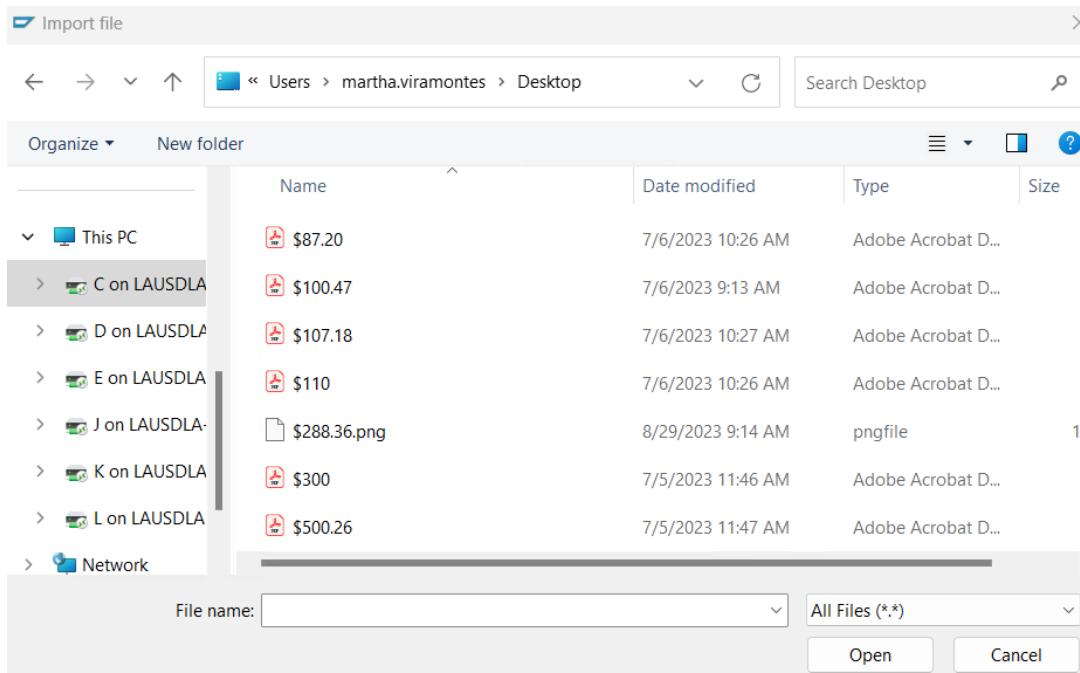 Import file
« Users > martha.viramontes > Desktop
Search Desktop
Organize
New folder
Name Date modified Type Size
This PC
C on LAUSDLA
D on LAUSDLA
E on LAUSDLA
J on LAUSDLA-
K on LAUSDLA
L on LAUSDLA
Network
$87.20 7/6/2023 10:26 AM Adobe Acrobat D...
$100.47 7/6/2023 9:13 AM Adobe Acrobat D...
$107.18 7/6/2023 10:27 AM Adobe Acrobat D...
$110 7/6/2023 10:26 AM Adobe Acrobat D...
$288.36.png 8/29/2023 9:14 AM pngfile 1
$300 7/5/2023 11:46 AM Adobe Acrobat D...
$500.26 7/5/2023 11:47 AM Adobe Acrobat D...
File name:
All Files (*.*)
Open
Cancel